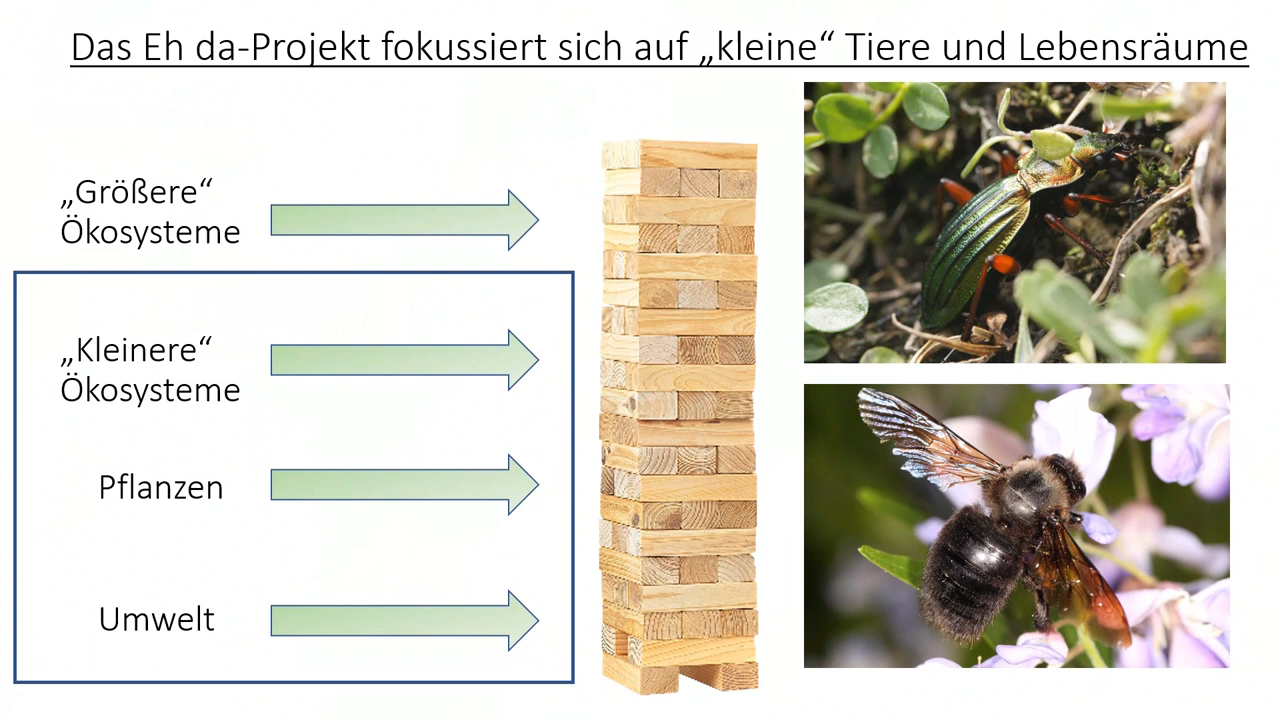 Das Eh da-Projekt fokussiert sich auf „kleine“ Tiere und Lebensräume
„Größere“
Ökosysteme
„Kleinere“
Ökosysteme
Pflanzen
Umwelt